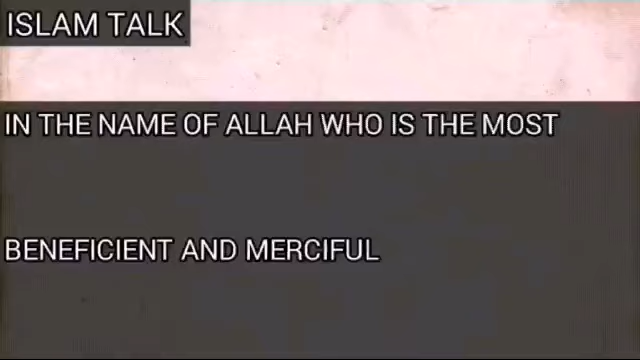 ISLAM TALK
IN THE NAME OF ALLAH WHO IS THE MOST
BENEFICIENT AND MERCIFUL